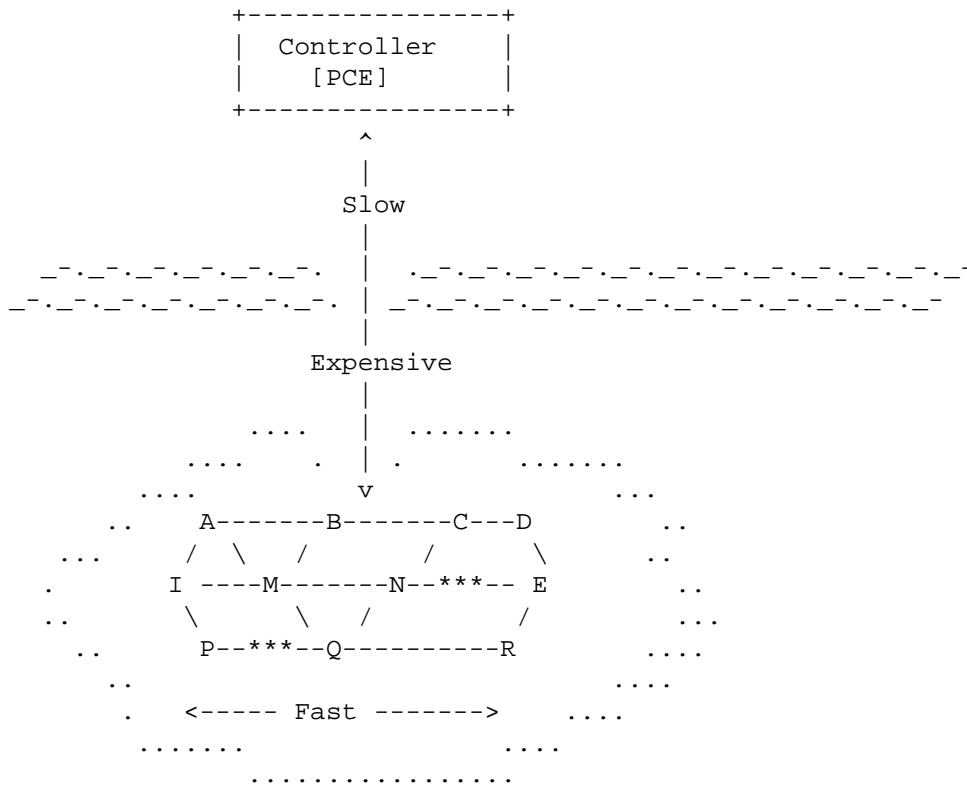 +----------------+
                |   Controller   |
                |     [PCE]      |
                +----------------+
                        ^
                        |
                       Slow
                        |
    _-._-._-._-._-._-.  |  ._-._-._-._-._-._-._-._-._-._-
  _-._-._-._-._-._-._-. | _-._-._-._-._-._-._-._-._-
                        |
                     Expensive
                        |
                 ....   |  .......
             ....    .  | .       .......
          ....          v               ...
        ..    A-------B-------C---D        ..
     ...     /  \   /       /      \      ..
    .       I ----M-------N--***-- E        ..
    ..       \      \   /         /         ...
      ..      P--***--Q----------R        ....
        ..                              ....
         .   <----- Fast ------->    ....
          .......                ....
                 .................